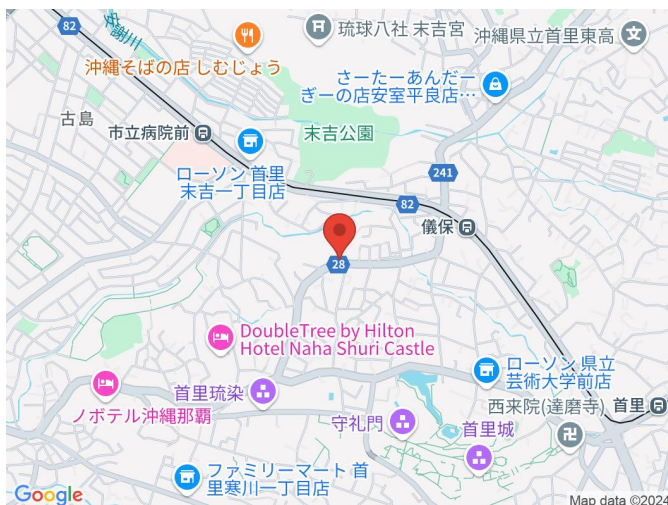 82
多謝川
琉球八社 末吉宮
沖縄県立首里東高
沖縄そばの店 しむじょう
さーたーあんだー
ぎーの店安室平良店…
古島
市立病院前
末吉公園
ローソン 首里
末吉一丁目店
241
82
儀保
28
DoubleTree by Hilton
Hotel Naha Shuri Castle
ローソン 県立
芸術大学前店
首里琉染
ノボテル沖縄那覇
守礼門
西来院(達磨寺)
首里
首里城
ファミリーマート 首
里寒川一丁目店
Google
Map data ©2024